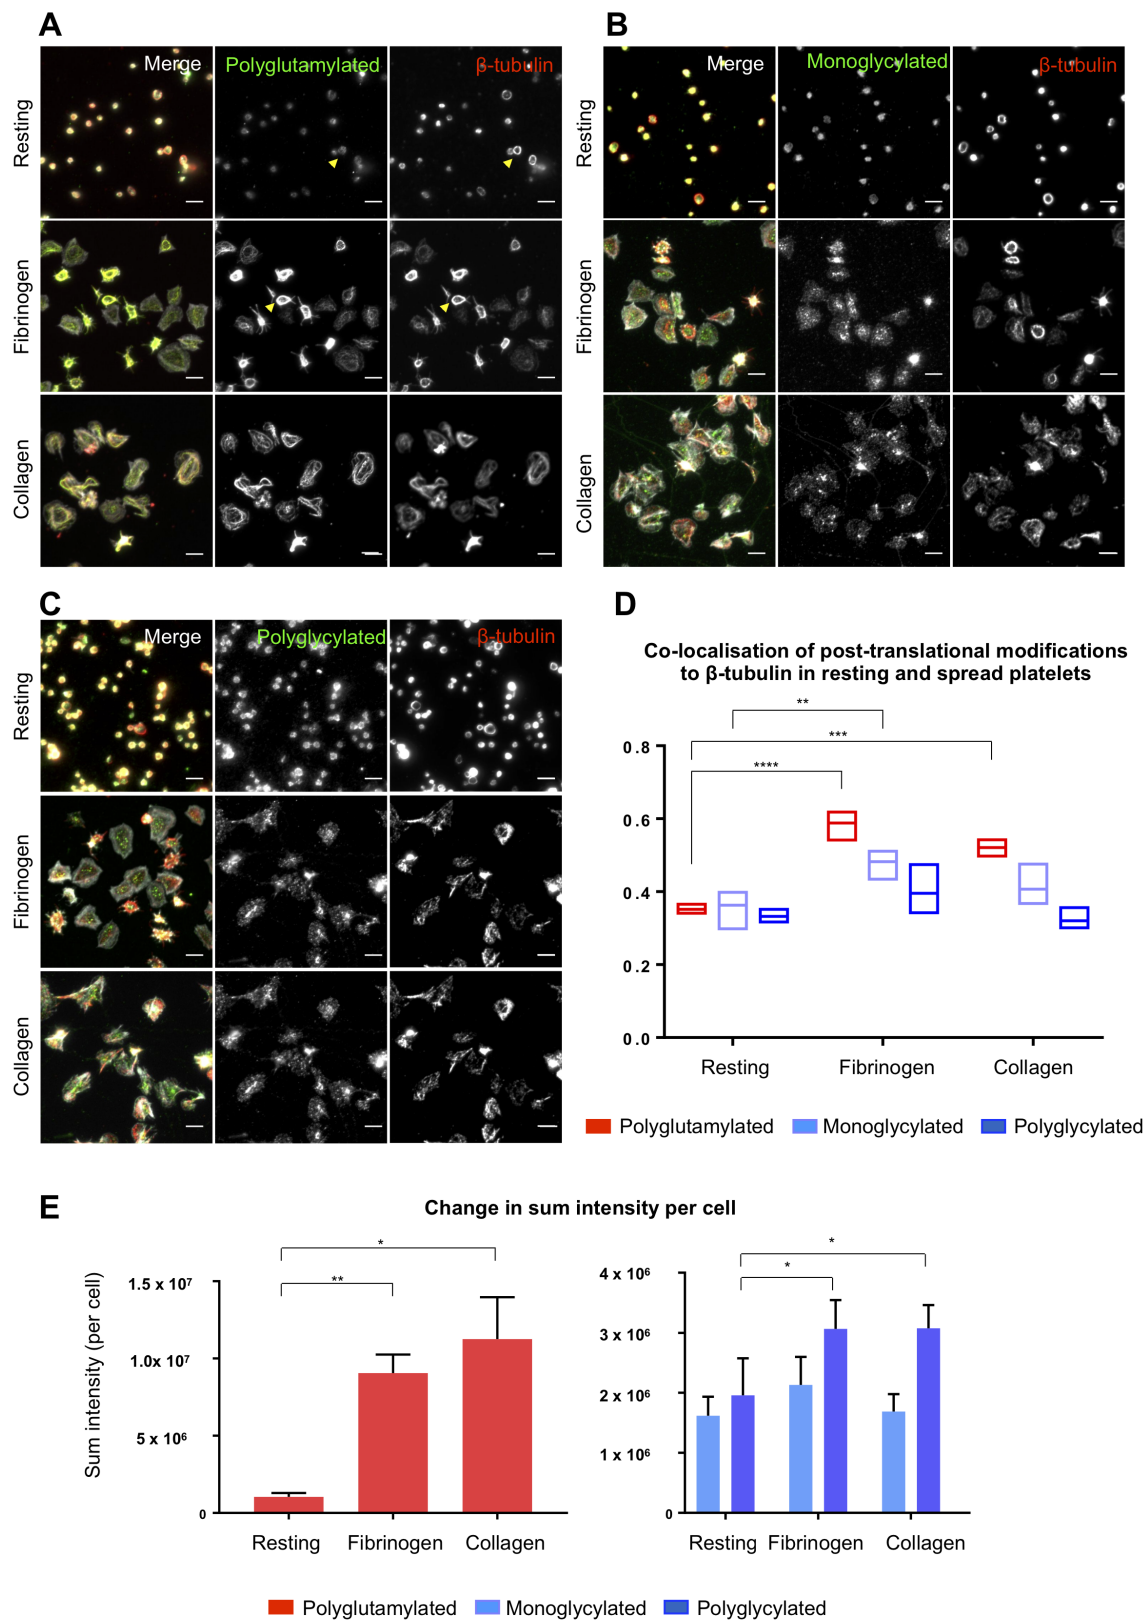 A
Merge Polyglutamylated β-tubulin
Resting
Fibrinogen
Collagen
B
Merge Monoglycylated β-tubulin
Resting
Fibrinogen
Collagen
C
Merge Polyglycylated β-tubulin
Resting
Fibrinogen
Collagen
D
Co-localisation of post-translational modifications
to β-tubulin in resting and spread platelets
**
***
****
0.8
0.6
0.4
0.2
0.0
Resting Fibrinogen Collagen
Polyglutamylated Monoglycylated Polyglycylated
E
Change in sum intensity per cell
Sum intensity (per cell)
*
**
1.5 x 10⁷
1.0x 10⁷
5 x 10⁶
0
Resting Fibrinogen Collagen
*
*
4 x 10⁶
3 x 10⁶
2 x 10⁶
1 x 10⁶
0
Resting Fibrinogen Collagen
Polyglutamylated Monoglycylated Polyglycylated